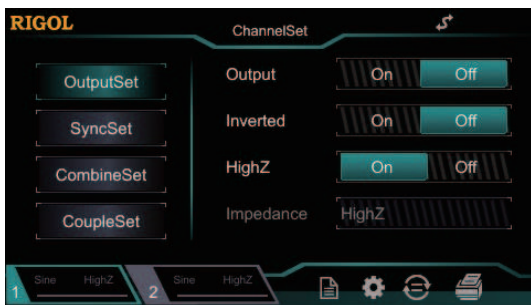 RIGOL
ChannelSet
OutputSet
SyncSet
CombineSet
CoupleSet
Output On Off
Inverted On Off
HighZ On Off
Impedance HighZ
1 Sine HighZ
2 Sine HighZ